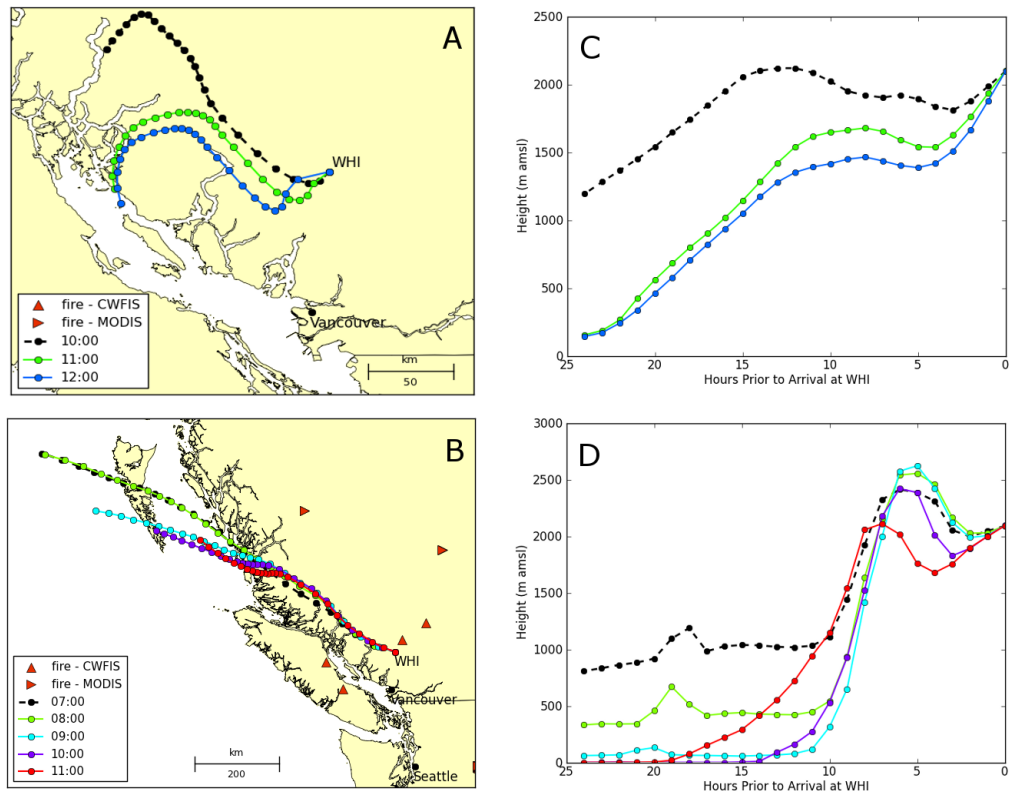 A
WHI
Vancouver
fire - CWFIS
fire - MODIS
10:00
11:00
12:00
km
50
C
2500
2000
1500
1000
500
0
Height (m amsl)
25
20
15
10
5
0
Hours Prior to Arrival at WHI
B
WHI
Vancouver
Seattle
fire - CWFIS
fire - MODIS
07:00
08:00
09:00
10:00
11:00
km
200
D
3000
2500
2000
1500
1000
500
0
Height (m amsl)
25
20
15
10
5
0
Hours Prior to Arrival at WHI